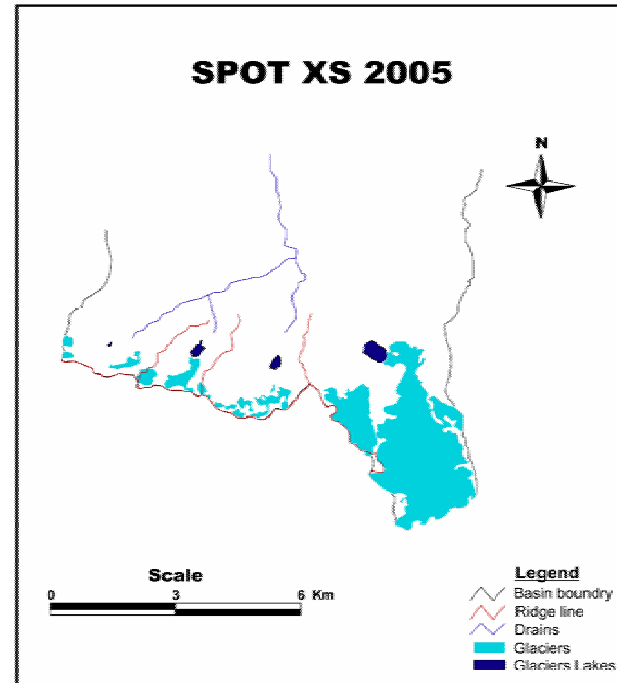 SPOT XS 2005
N
Scale
0 3 6 Km
Legend
Basin boundry
Ridge line
Drains
Glaciers
Glaciers Lakes